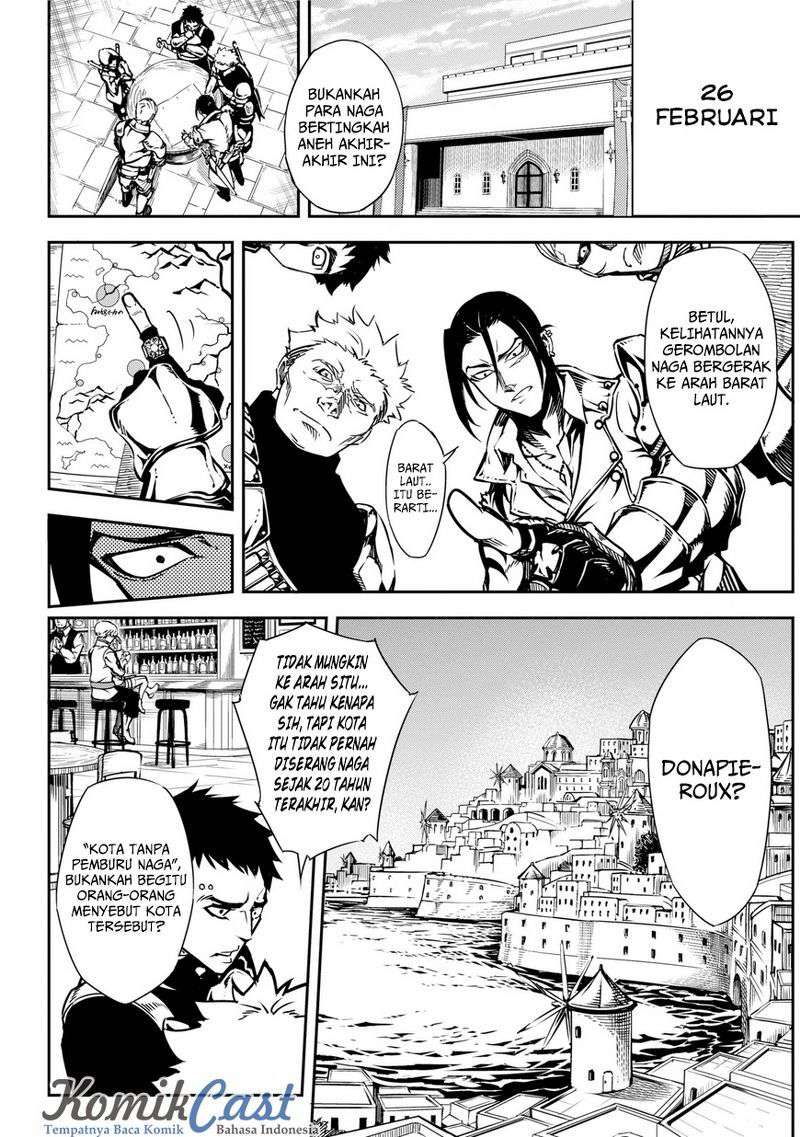 26
FEBRUARI
BUKANKAH
PARA NAGA
BERTINGKAH
ANEH AKHIR-
AKHIR INI?
BETUL,
KELIHATANNYA
GEROMBOLAN
NAGA BERGERAK
KE ARAH BARAT
LAUT.
BARAT
LAUT..
ITU BE-
RARTI...
DONAPIE-
ROUX?
TIDAK MUNGKIN
KE ARAH SITU...
GAK TAHU KENAPA
SIH, TAPI KOTA
ITU TIDAK PERNAH
DISERANG NAGA
SEJAK 20 TAHUN
TERAKHIR, KAN?
"KOTA TANPA
PEMBURU NAGA",
BUKANKAH BEGITU
ORANG-ORANG
MENYEBUT KOTA
TERSEBUT?
KomikCast
Tempatnya Baca Komik Bahasa Indonesia